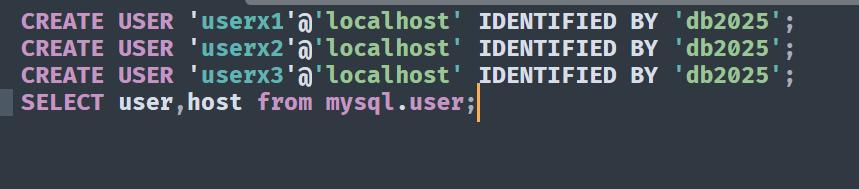 CREATE USER 'userx1'@'localhost' IDENTIFIED BY 'db2025';
CREATE USER 'userx2'@'localhost' IDENTIFIED BY 'db2025';
CREATE USER 'userx3'@'localhost' IDENTIFIED BY 'db2025';
SELECT user,host from mysql.user;